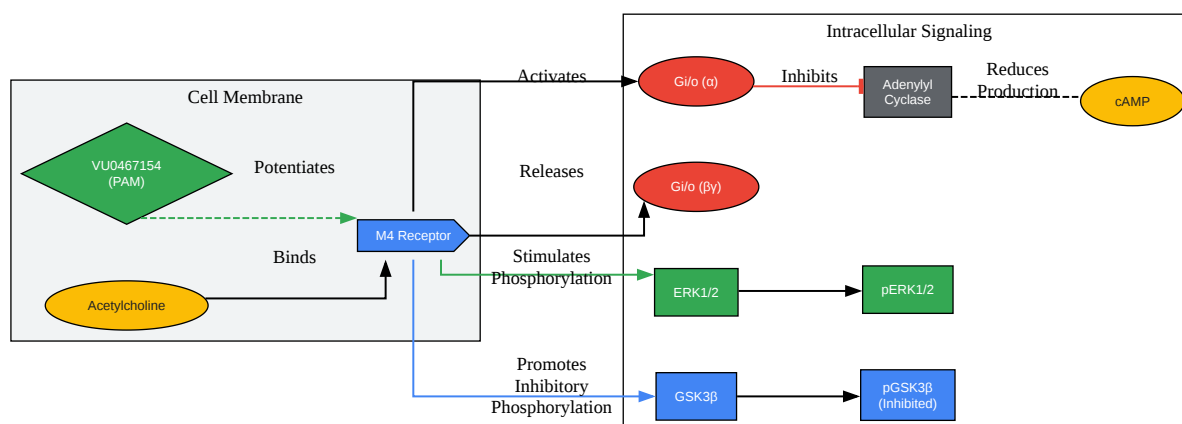 Intracellular Signaling
Activates
Gi/o (α)
Inhibits
Adenylyl
Cyclase
Reduces
Production
cAMP
Cell Membrane
VU0467154
(PAM)
Potentiates
Releases
Gi/o (βγ)
M4 Receptor
Binds
Acetylcholine
Stimulates
Phosphorylation
ERK1/2
pERK1/2
Promotes
Inhibitory
Phosphorylation
GSK3β
pGSK3β
(Inhibited)